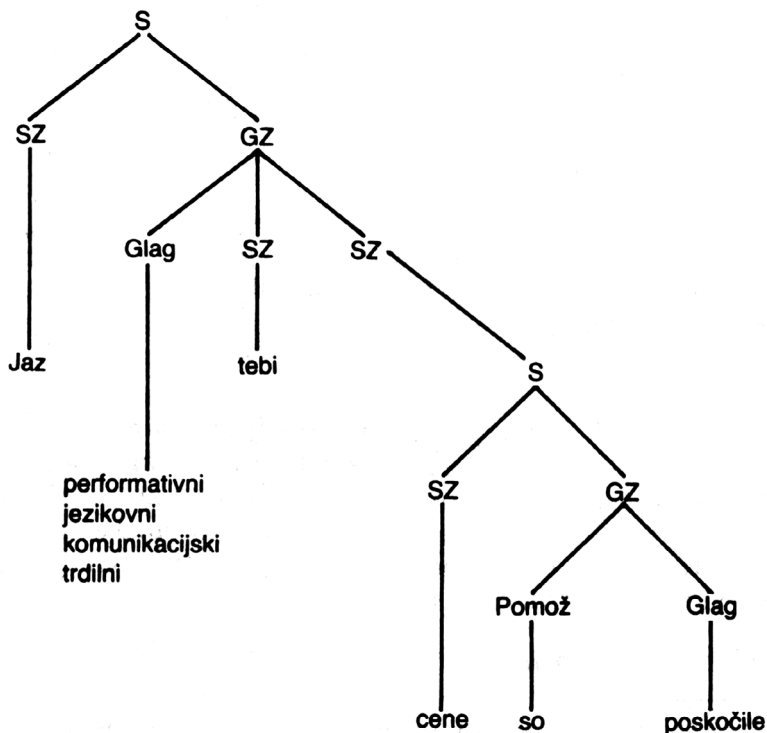 S
SZ GZ
Glag SZ SZ
Jaz tebi
S
performativni
jezikovni
komunikacijski
trdilni
SZ GZ
Pomož Glag
cene so poskočile